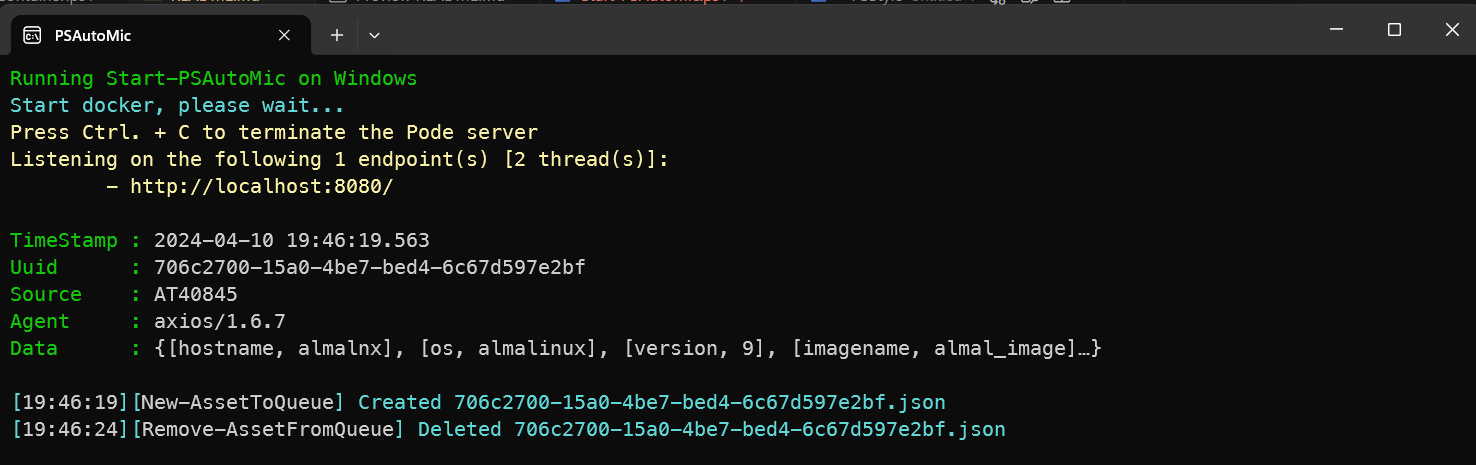 PSAutoMic
Running Start-PSAutoMic on Windows
Start docker, please wait...
Press Ctrl. + C to terminate the Pode server
Listening on the following 1 endpoint(s) [2 thread(s)]:
- http://localhost:8080/
TimeStamp : 2024-04-10 19:46:19.563
Uuid : 706c2700-15a0-4be7-bed4-6c67d597e2bf
Source : AT40845
Agent : axios/1.6.7
Data : {[hostname, almalnx], [os, almalinux], [version, 9], [imagename, almal_image]…}
[19:46:19][New-AssetToQueue] Created 706c2700-15a0-4be7-bed4-6c67d597e2bf.json
[19:46:24][Remove-AssetFromQueue] Deleted 706c2700-15a0-4be7-bed4-6c67d597e2bf.json